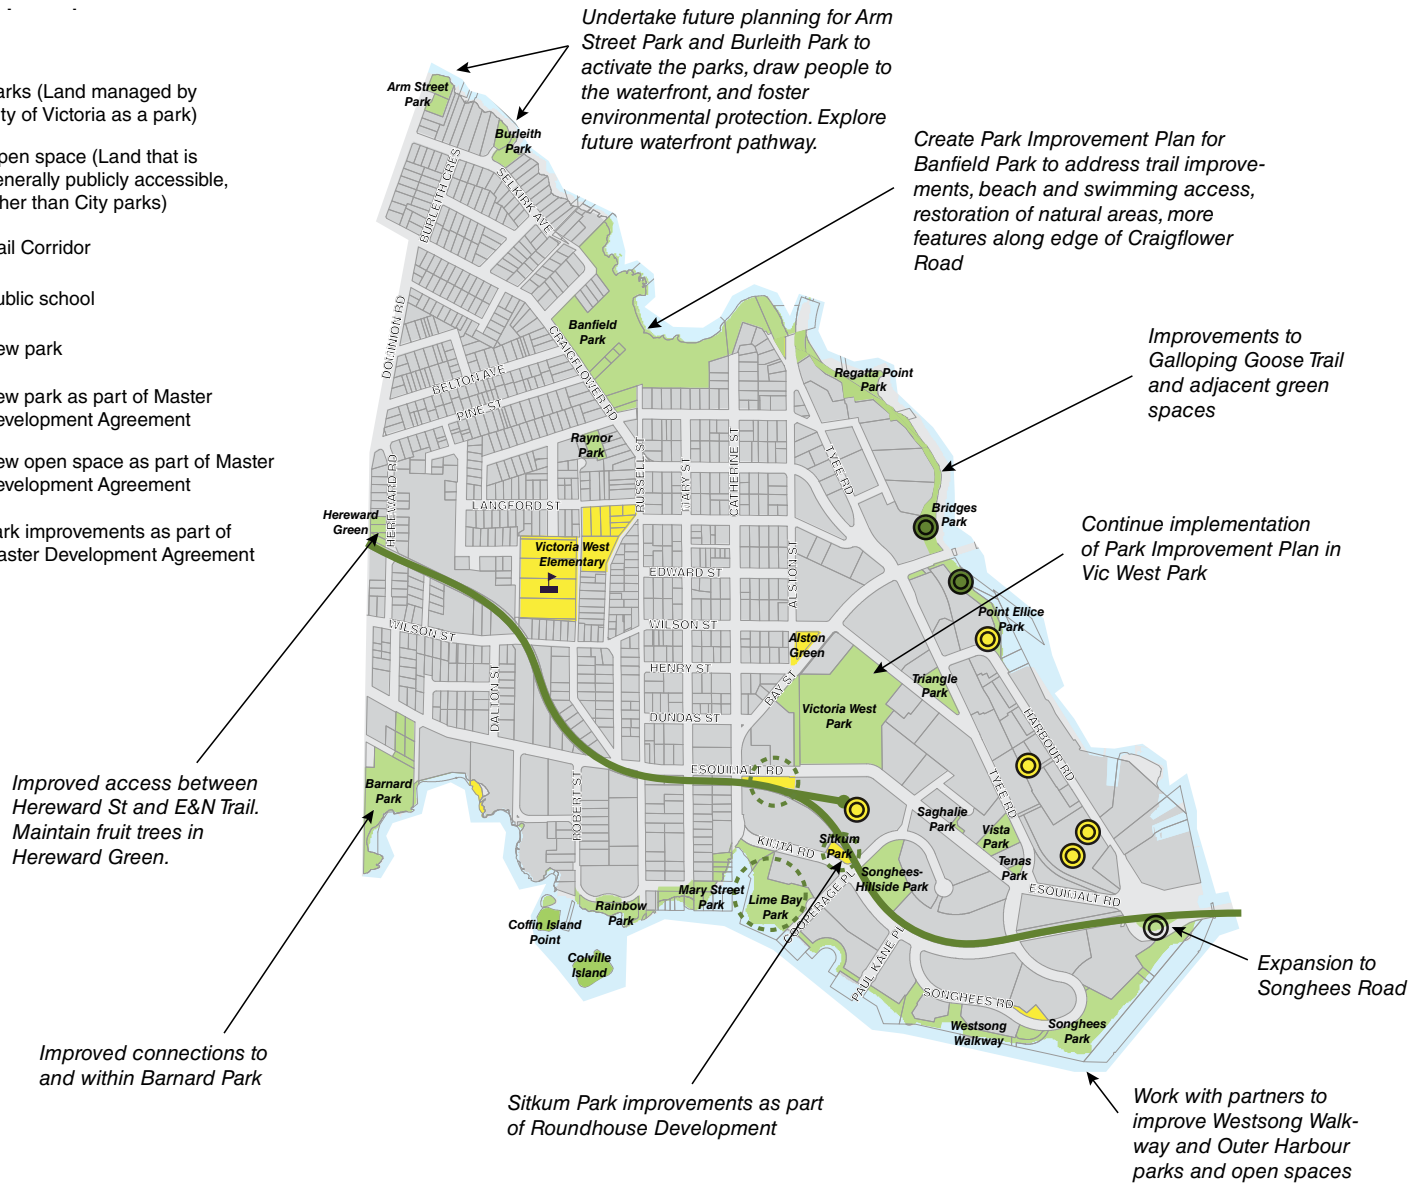 arks (Land managed by
ty of Victoria as a park)
pen space (Land that is
enerally publicly accessible,
her than City parks)
ail Corridor
ublic school
ew park
ew park as part of Master
evelopment Agreement
ew open space as part of Master
evelopment Agreement
ark improvements as part of
aster Development Agreement
Undertake future planning for Arm
Street Park and Burleith Park to
activate the parks, draw people to
the waterfront, and foster
environmental protection. Explore
future waterfront pathway.
Create Park Improvement Plan for
Banfield Park to address trail improve-
ments, beach and swimming access,
restoration of natural areas, more
features along edge of Craigflower
Road
Improvements to
Galloping Goose Trail
and adjacent green
spaces
Continue implementation
of Park Improvement Plan in
Vic West Park
Expansion to
Songhees Road
Work with partners to
improve Westsong Walk-
way and Outer Harbour
parks and open spaces
Sitkum Park improvements as part
of Roundhouse Development
Improved connections to
and within Barnard Park
Improved access between
Hereward St and E&N Trail.
Maintain fruit trees in
Hereward Green.
Arm Street
Park
Burleith
Park
BURLEITH CRES
SELKIRK AVE
DOMINION RD
Banfield
Park
CRAIGFLOWER RD
BELTON AVE
PINE ST
Regatta Point
Park
Raynor
Park
HEREWARD RD
RUSSELL ST
MARY ST
CATHERINE ST
TYEE RD
LANGFORD ST
Hereward
Green
Bridges
Park
Victoria West
Elementary
EDWARD ST
ALSTON ST
Point Ellice
Park
WILSON ST
WILSON ST
Alston
Green
HENRY ST
BAY ST
Triangle
Park
DALTON ST
DUNDAS ST
Victoria West
Park
HARBOUR RD
ESQUIMALT RD
TYEE RD
Barnard
Park
ROBERT ST
Saghalie
Park
Vista
Park
KILITA RD
Sitkum
Park
Tenas
Park
Songhees-
Hillside Park
ESQUIMALT RD
Mary Street
Park
Lime Bay
Park
COOPERAGE PL
Rainbow
Park
Coffin Island
Point
Colville
Island
PAUL KANE PL
SONGHEES RD
Westsong
Walkway
Songhees
Park